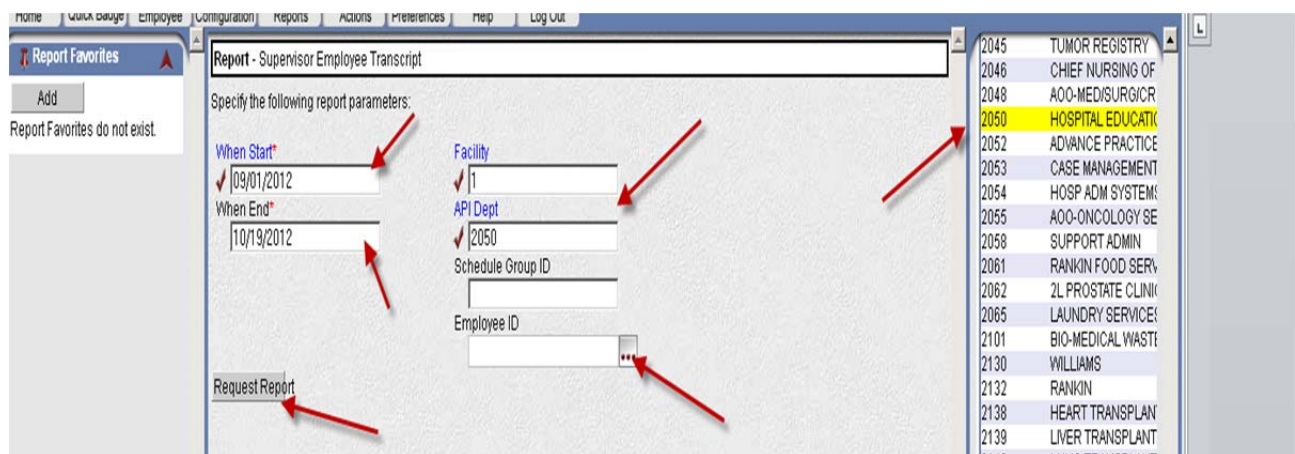 Home Quick Badge Employee Configuration Reports Actions Preferences Help Log Out
Report Favorites
Add
Report Favorites do not exist.
Report - Supervisor Employee Transcript
Specify the following report parameters:
When Start*
09/01/2012
When End*
10/19/2012
Facility
1
API Dept
2050
Schedule Group ID
Employee ID
...
Request Report
2045 TUMOR REGISTRY
2046 CHIEF NURSING OF
2048 AOO-MED/SURG/CR
2050 HOSPITAL EDUCATI
2052 ADVANCE PRACTICE
2053 CASE MANAGEMENT
2054 HOSP ADM SYSTEMS
2055 AOO-ONCOLOGY SE
2058 SUPPORT ADMIN
2061 RANKIN FOOD SERV
2062 2L PROSTATE CLINI
2065 LAUNDRY SERVICES
2101 BIO-MEDICAL WASTE
2130 WILLIAMS
2132 RANKIN
2138 HEART TRANSPLAN
2139 LIVER TRANSPLANT
L